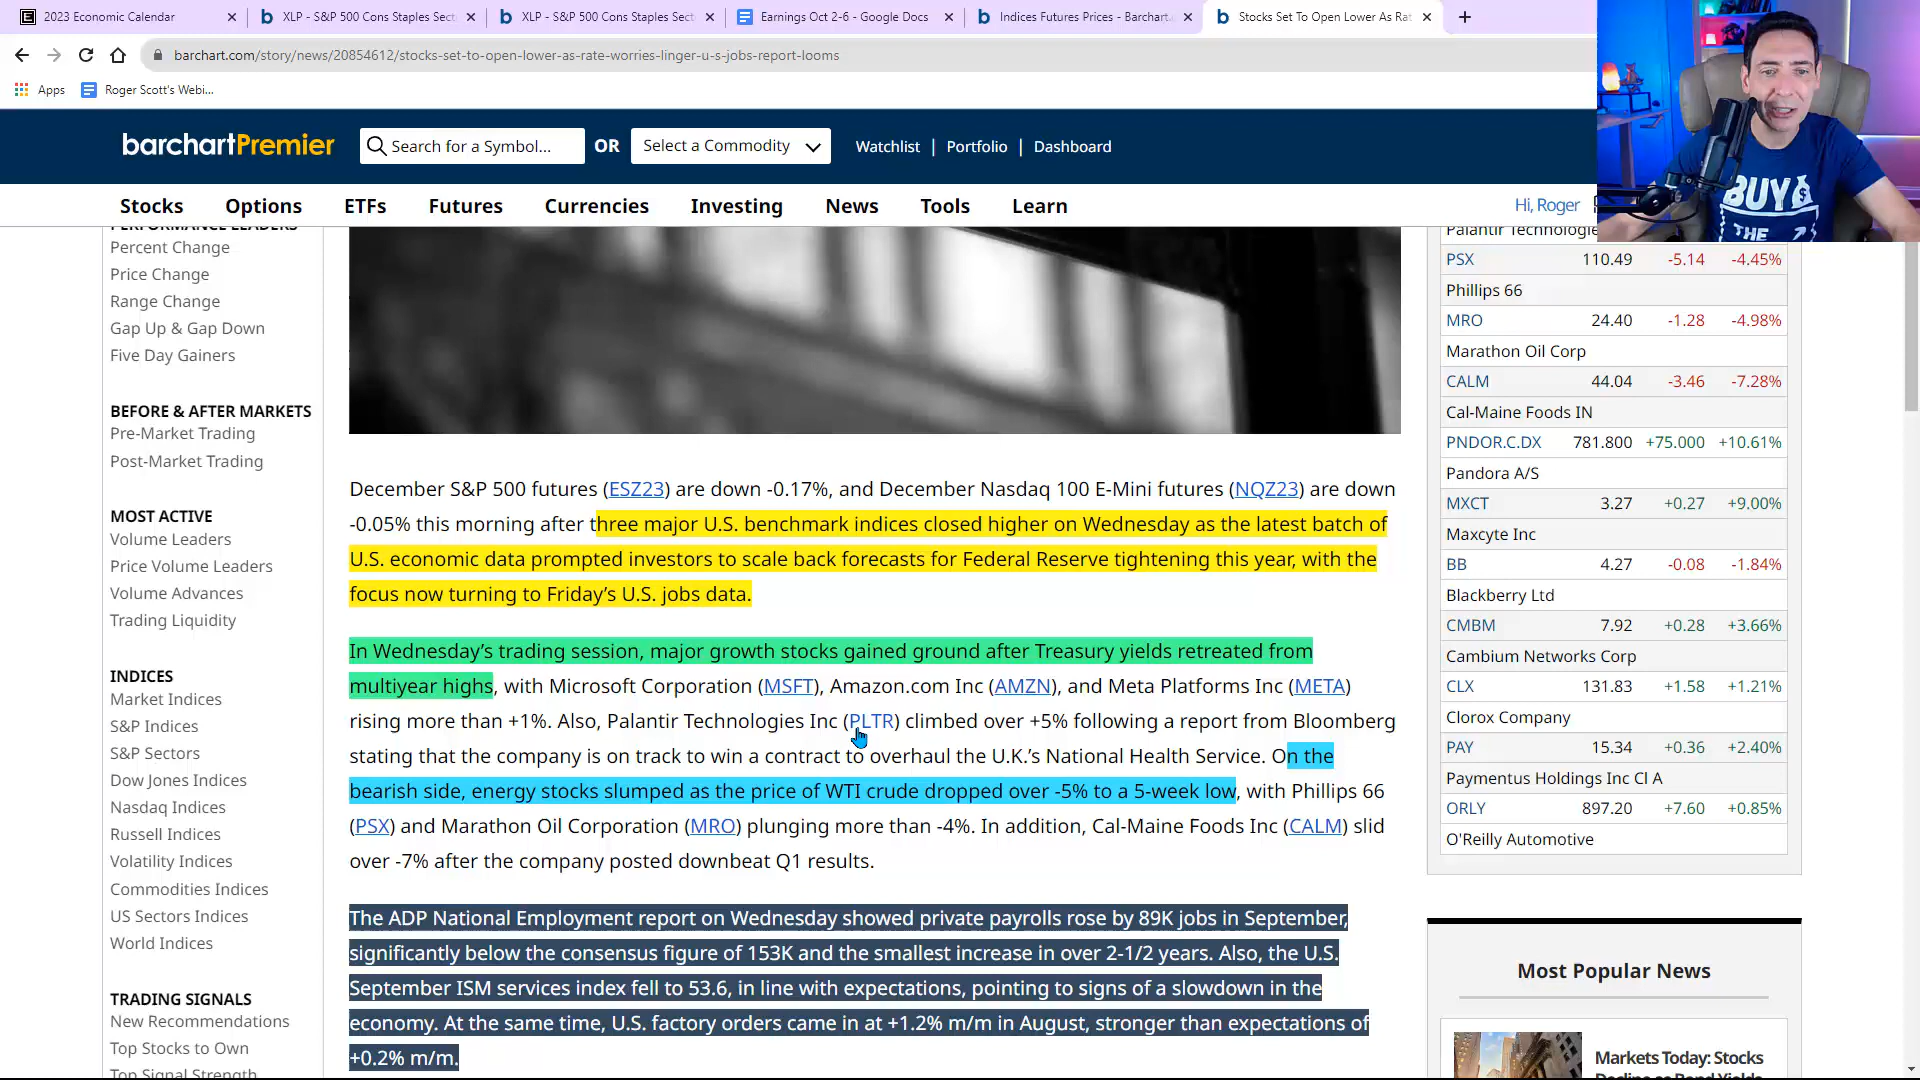 2023 Economic Calendar
XLP - S&P 500 Cons Staples Sect
XLP - S&P 500 Cons Staples Sect
Earnings Oct 2-6 - Google Docs
Indices Futures Prices - Barchart.
Stocks Set To Open Lower As Rat
barchart.com/story/news/20854612/stocks-set-to-open-lower-as-rate-worries-linger-u-s-jobs-report-looms
Apps
Roger Scott's Webi...
barchartPremier
Search for a Symbol...
OR
Select a Commodity
Watchlist | Portfolio | Dashboard
Stocks
Options
ETFs
Futures
Currencies
Investing
News
Tools
Learn
Hi, Roger
BUY
THE
PERFORMANCE LEADERS
Percent Change
Price Change
Range Change
Gap Up & Gap Down
Five Day Gainers
BEFORE & AFTER MARKETS
Pre-Market Trading
Post-Market Trading
MOST ACTIVE
Volume Leaders
Price Volume Leaders
Volume Advances
Trading Liquidity
INDICES
Market Indices
S&P Indices
S&P Sectors
Dow Jones Indices
Nasdaq Indices
Russell Indices
Volatility Indices
Commodities Indices
US Sectors Indices
World Indices
TRADING SIGNALS
New Recommendations
Top Stocks to Own
Top Signal Strength
December S&P 500 futures (ESZ23) are down -0.17%, and December Nasdaq 100 E-Mini futures (NQZ23) are down
-0.05% this morning after three major U.S. benchmark indices closed higher on Wednesday as the latest batch of
U.S. economic data prompted investors to scale back forecasts for Federal Reserve tightening this year, with the
focus now turning to Friday’s U.S. jobs data.
In Wednesday’s trading session, major growth stocks gained ground after Treasury yields retreated from
multiyear highs, with Microsoft Corporation (MSFT), Amazon.com Inc (AMZN), and Meta Platforms Inc (META)
rising more than +1%. Also, Palantir Technologies Inc (PLTR) climbed over +5% following a report from Bloomberg
stating that the company is on track to win a contract to overhaul the U.K.’s National Health Service. On the
bearish side, energy stocks slumped as the price of WTI crude dropped over -5% to a 5-week low, with Phillips 66
(PSX) and Marathon Oil Corporation (MRO) plunging more than -4%. In addition, Cal-Maine Foods Inc (CALM) slid
over -7% after the company posted downbeat Q1 results.
The ADP National Employment report on Wednesday showed private payrolls rose by 89K jobs in September,
significantly below the consensus figure of 153K and the smallest increase in over 2-1/2 years. Also, the U.S.
September ISM services index fell to 53.6, in line with expectations, pointing to signs of a slowdown in the
economy. At the same time, U.S. factory orders came in at +1.2% m/m in August, stronger than expectations of
+0.2% m/m.
Palantir Technologie
PSX 110.49 -5.14 -4.45%
Phillips 66
MRO 24.40 -1.28 -4.98%
Marathon Oil Corp
CALM 44.04 -3.46 -7.28%
Cal-Maine Foods IN
PNDOR.C.DX 781.800 +75.000 +10.61%
Pandora A/S
MXCT 3.27 +0.27 +9.00%
Maxcyte Inc
BB 4.27 -0.08 -1.84%
Blackberry Ltd
CMBM 7.92 +0.28 +3.66%
Cambium Networks Corp
CLX 131.83 +1.58 +1.21%
Clorox Company
PAY 15.34 +0.36 +2.40%
Paymentus Holdings Inc Cl A
ORLY 897.20 +7.60 +0.85%
O'Reilly Automotive
Most Popular News
Markets Today: Stocks
Decline as Bond Yields